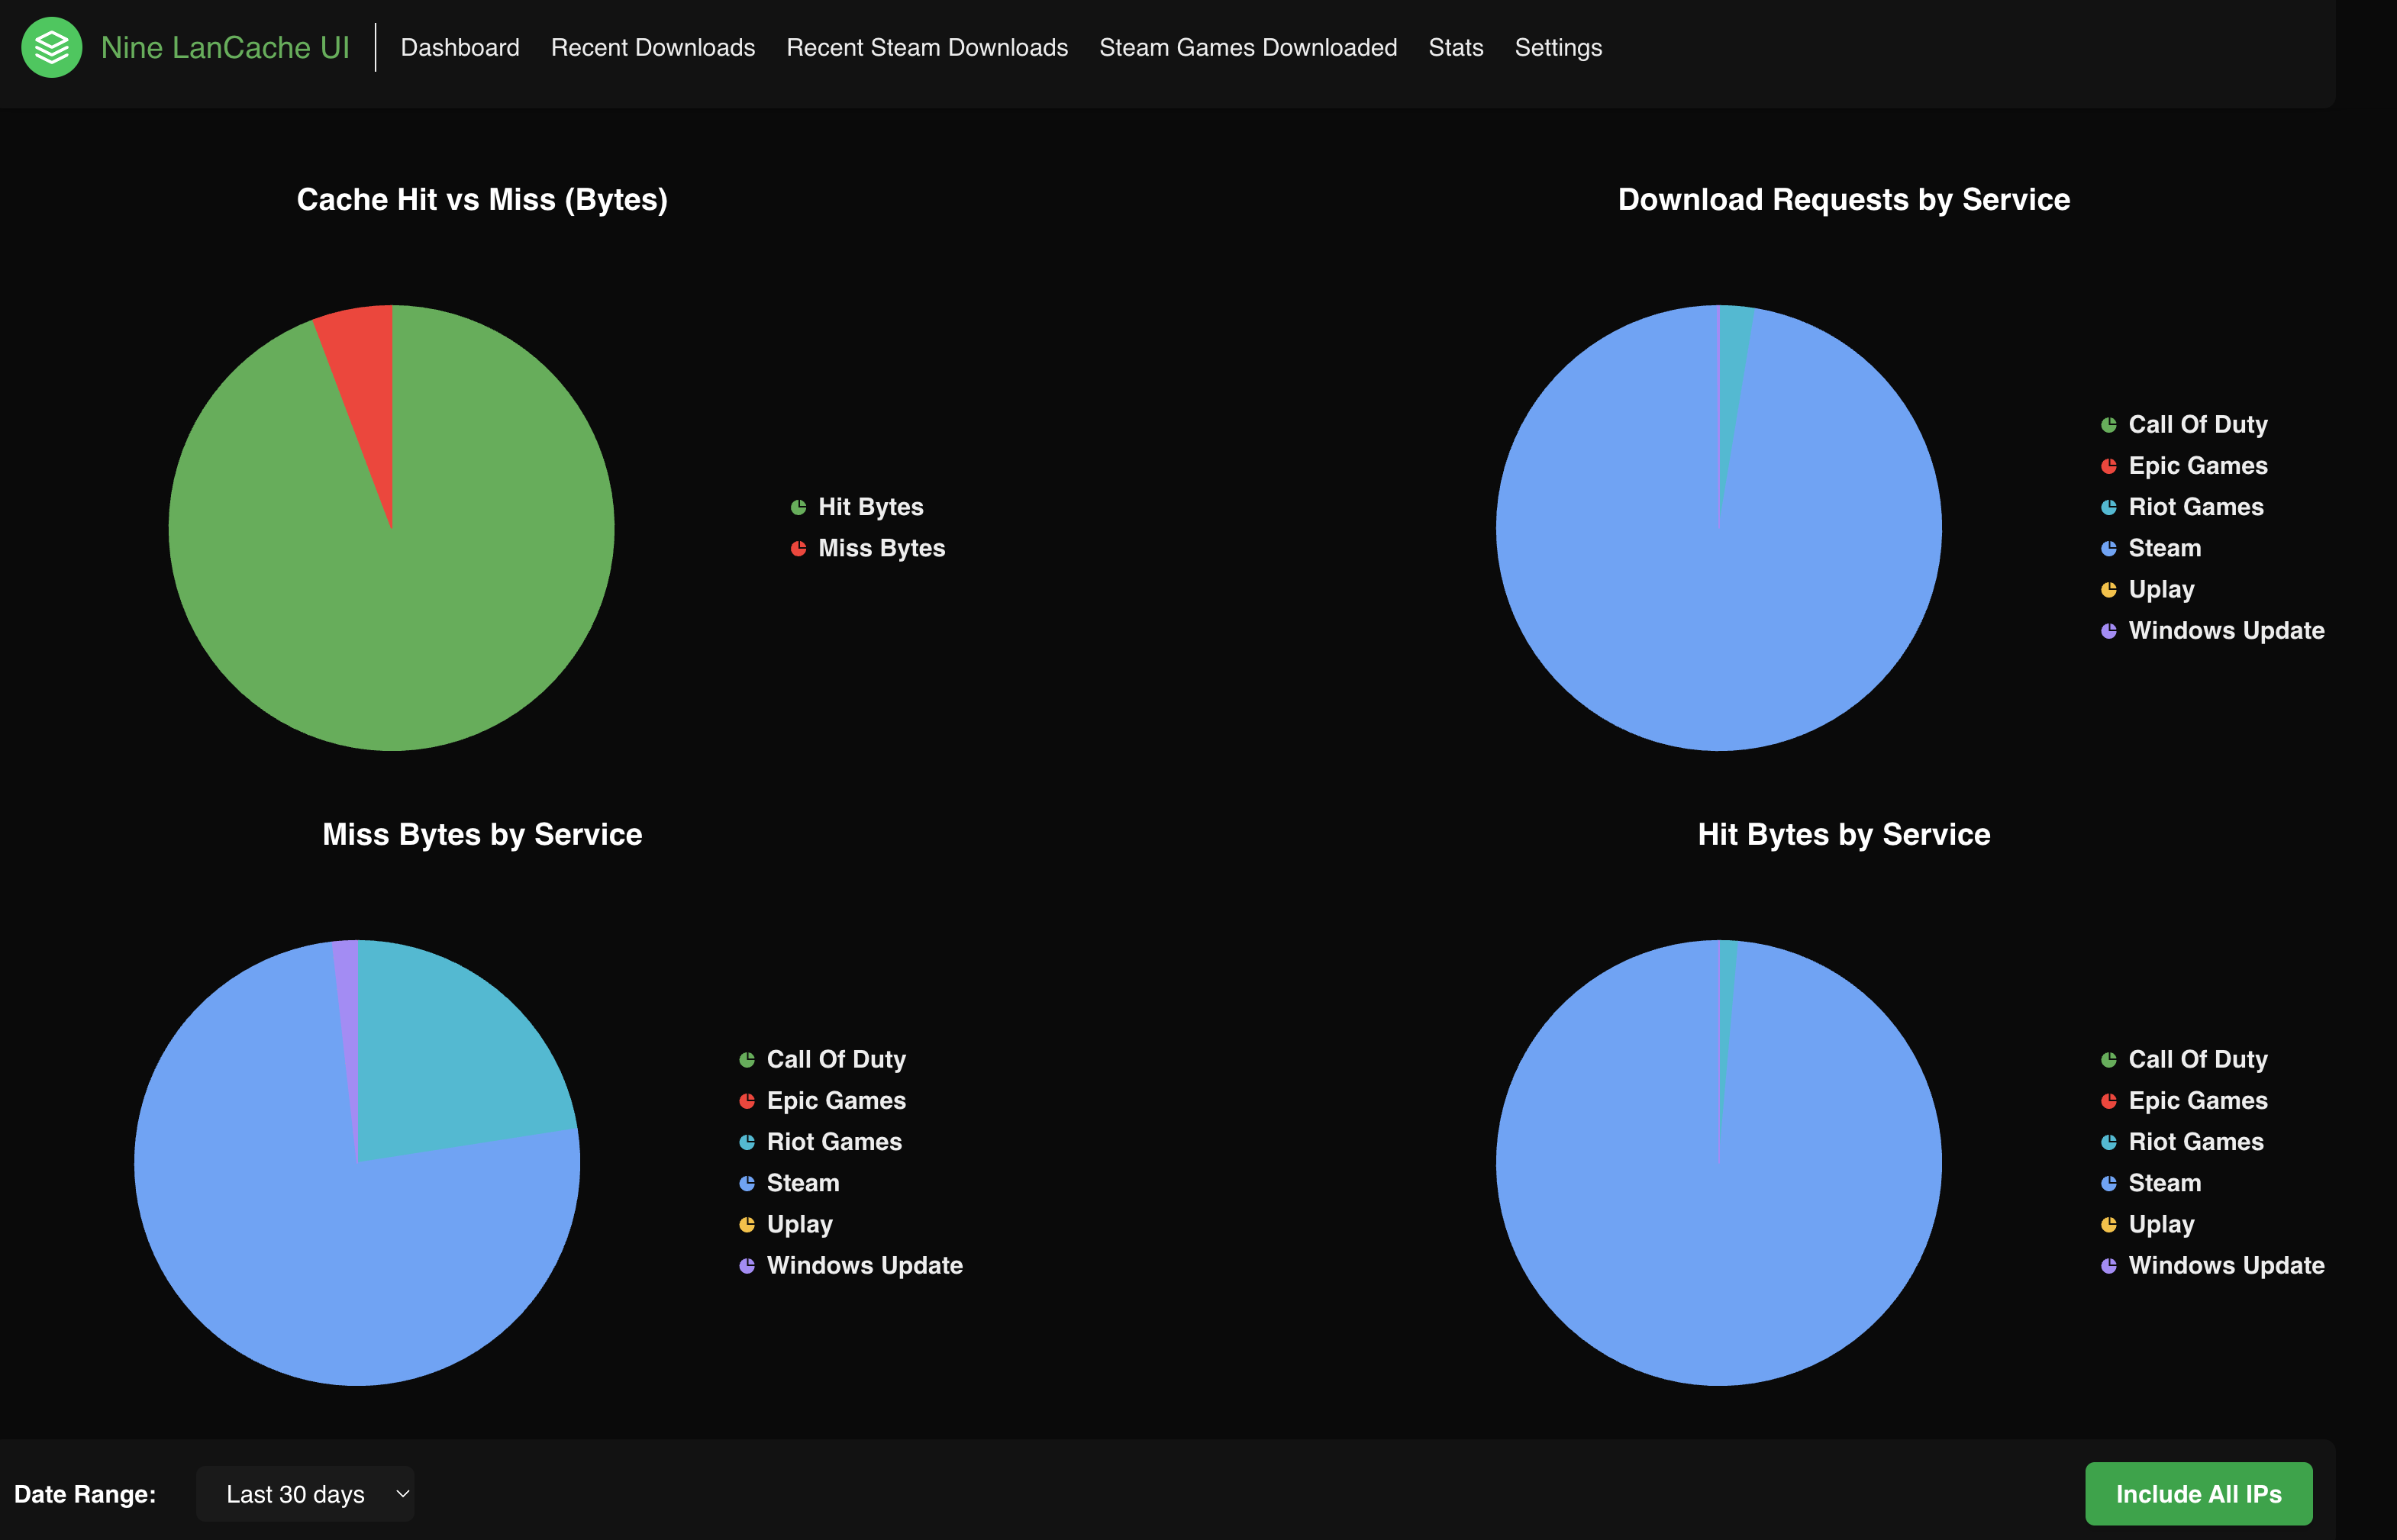 Nine LanCache UI
Dashboard
Recent Downloads
Recent Steam Downloads
Steam Games Downloaded
Stats
Settings
Cache Hit vs Miss (Bytes)
Hit Bytes
Miss Bytes
Download Requests by Service
Call Of Duty
Epic Games
Riot Games
Steam
Uplay
Windows Update
Miss Bytes by Service
Call Of Duty
Epic Games
Riot Games
Steam
Uplay
Windows Update
Hit Bytes by Service
Call Of Duty
Epic Games
Riot Games
Steam
Uplay
Windows Update
Date Range:
Last 30 days
Include All IPs